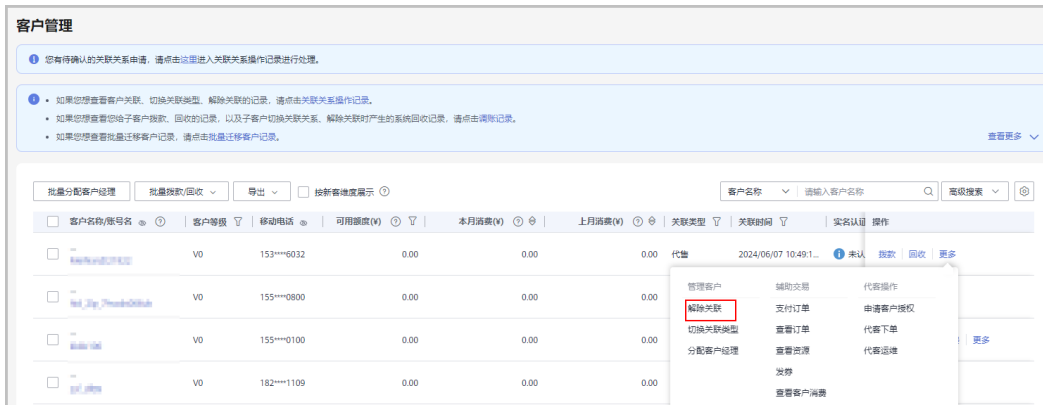 客户管理
您有待确认的关联关系申请，请点击这里进入关联关系操作记录进行处理。
• 如果您想查看客户关联、切换关联类型、解除关联的记录，请点击关联关系操作记录。
• 如果您想查看您给子客户拨款、回收的记录，以及子客户切换关联关系、解除关联时产生的系统回收记录，请点击调账记录。
• 如果您想查看批量迁移客户记录，请点击批量迁移客户记录。
查看更多
批量分配客户经理 批量拨款/回收 导出 按新客维度展示 客户名称 请输入客户名称 高级搜索
客户名称/账号名 客户等级 移动电话 可用额度(¥) 本月消费(¥) 上月消费(¥) 关联类型 关联时间 实名认证 操作
-- V0 153****6032 0.00 0.00 0.00 代售 2024/06/07 10:49:1... 未认 拨款 回收 更多
管理客户 辅助交易 代客操作
-- V0 155****0800 0.00 0.00 0.00
解除关联 支付订单 申请客户授权
切换关联类型 查看订单 代客下单
-- V0 155****0100 0.00 0.00 0.00 更多
分配客户经理 查看资源 代客运维
发券
-- V0 182****1109 0.00 0.00 0.00
查看客户消费